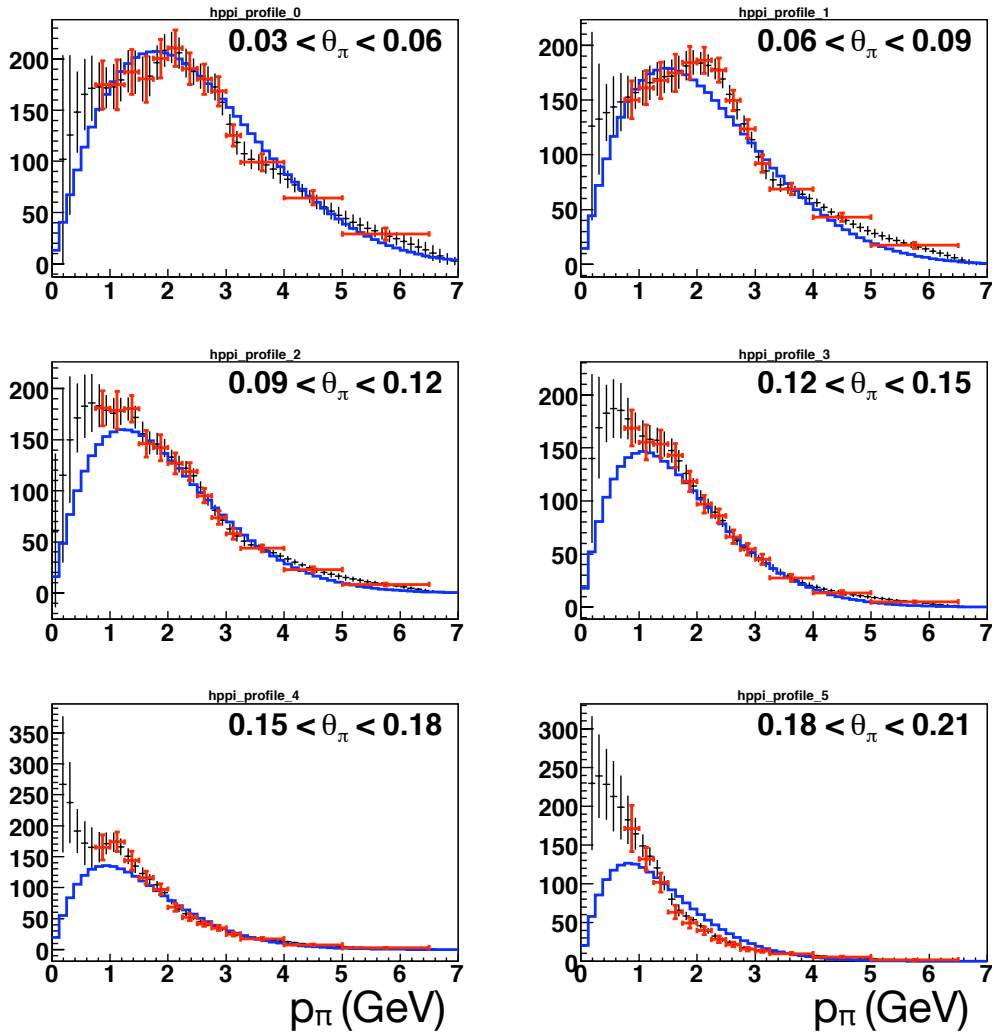 hppi_profile_0
0.03 < θπ < 0.06
200
150
100
50
0
0 1 2 3 4 5 6 7
hppi_profile_1
0.06 < θπ < 0.09
200
150
100
50
0
0 1 2 3 4 5 6 7
hppi_profile_2
0.09 < θπ < 0.12
200
150
100
50
0
0 1 2 3 4 5 6 7
hppi_profile_3
0.12 < θπ < 0.15
200
150
100
50
0
0 1 2 3 4 5 6 7
hppi_profile_4
0.15 < θπ < 0.18
350
300
250
200
150
100
50
0
0 1 2 3 4 5 6 7
pπ (GeV)
hppi_profile_5
0.18 < θπ < 0.21
300
250
200
150
100
50
0
0 1 2 3 4 5 6 7
pπ (GeV)